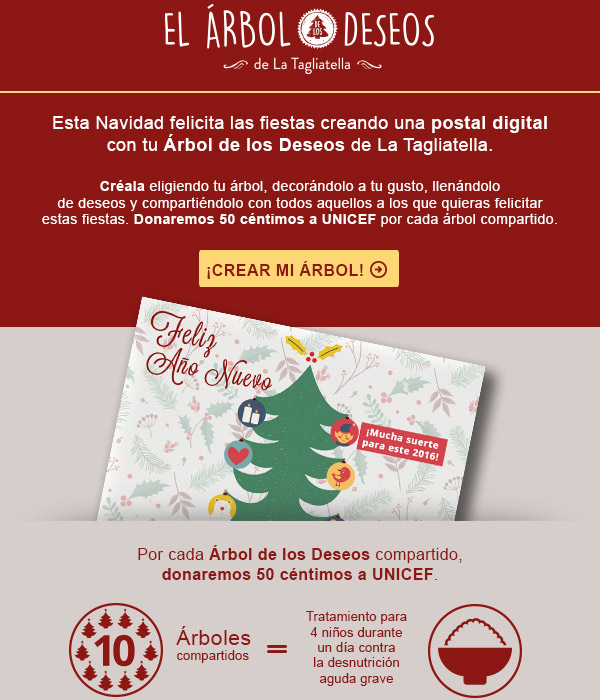 EL ÁRBOL DE LOS DESEOS
de La Tagliatella
Esta Navidad felicita las fiestas creando una postal digital
con tu Árbol de los Deseos de La Tagliatella.
Créala eligiendo tu árbol, decorándolo a tu gusto, llenándolo
de deseos y compartiéndolo con todos aquellos a los que quieras felicitar
estas fiestas. Donaremos 50 céntimos a UNICEF por cada árbol compartido.
¡CREAR MI ÁRBOL!
Feliz
Año Nuevo
¡Mucha suerte
para este 2016!
Por cada Árbol de los Deseos compartido,
donaremos 50 céntimos a UNICEF.
10
Árboles
compartidos
=
Tratamiento para
4 niños durante
un día contra
la desnutrición
aguda grave